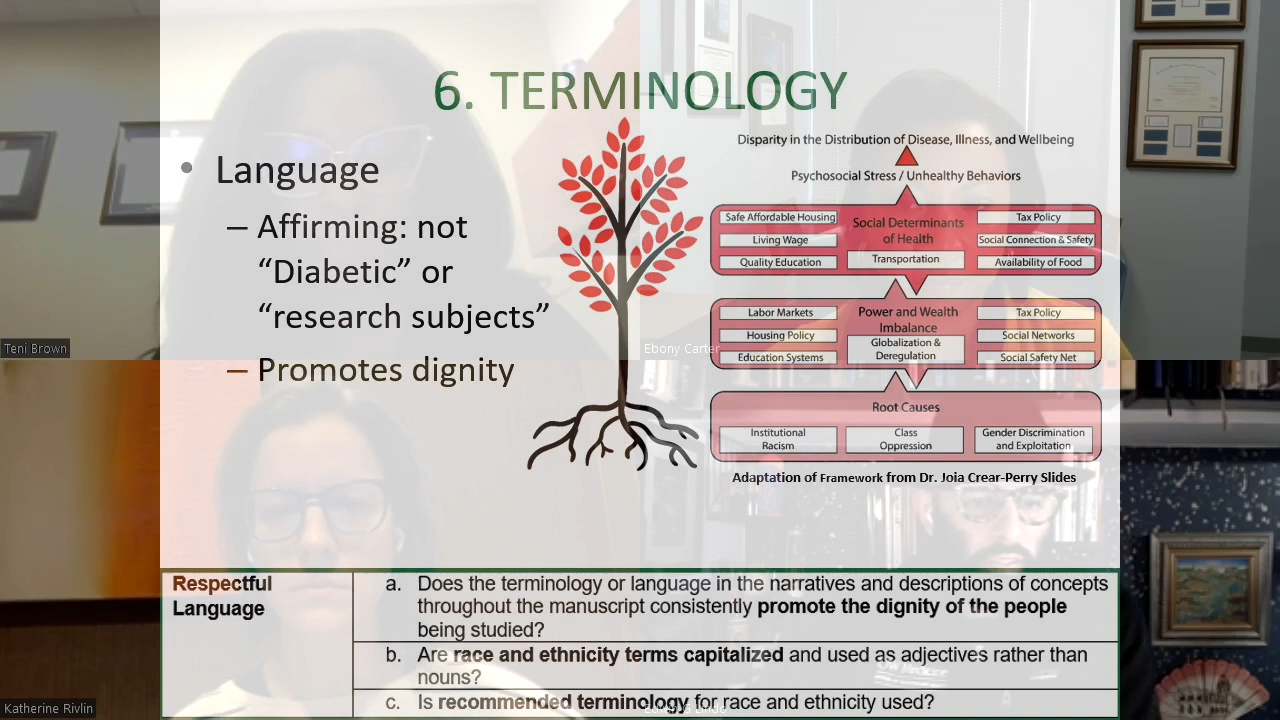 6. TERMINOLOGY
• Language
– Affirming: not
“Diabetic” or
“research subjects”
– Promotes dignity
Disparity in the Distribution of Disease, Illness, and Wellbeing
Psychosocial Stress / Unhealthy Behaviors
Safe Affordable Housing
Living Wage
Quality Education
Social Determinants
of Health
Transportation
Tax Policy
Social Connection & Safety
Availability of Food
Labor Markets
Housing Policy
Education Systems
Power and Wealth
Imbalance
Globalization &
Deregulation
Tax Policy
Social Networks
Social Safety Net
Root Causes
Institutional
Racism
Class
Oppression
Gender Discrimination
and Exploitation
Adaptation of Framework from Dr. Joia Crear-Perry Slides
Respectful
Language
a. Does the terminology or language in the narratives and descriptions of concepts
throughout the manuscript consistently promote the dignity of the people
being studied?
b. Are race and ethnicity terms capitalized and used as adjectives rather than
nouns?
c. Is recommended terminology for race and ethnicity used?
Teni Brown
Ebony Carter
Katherine Rivlin